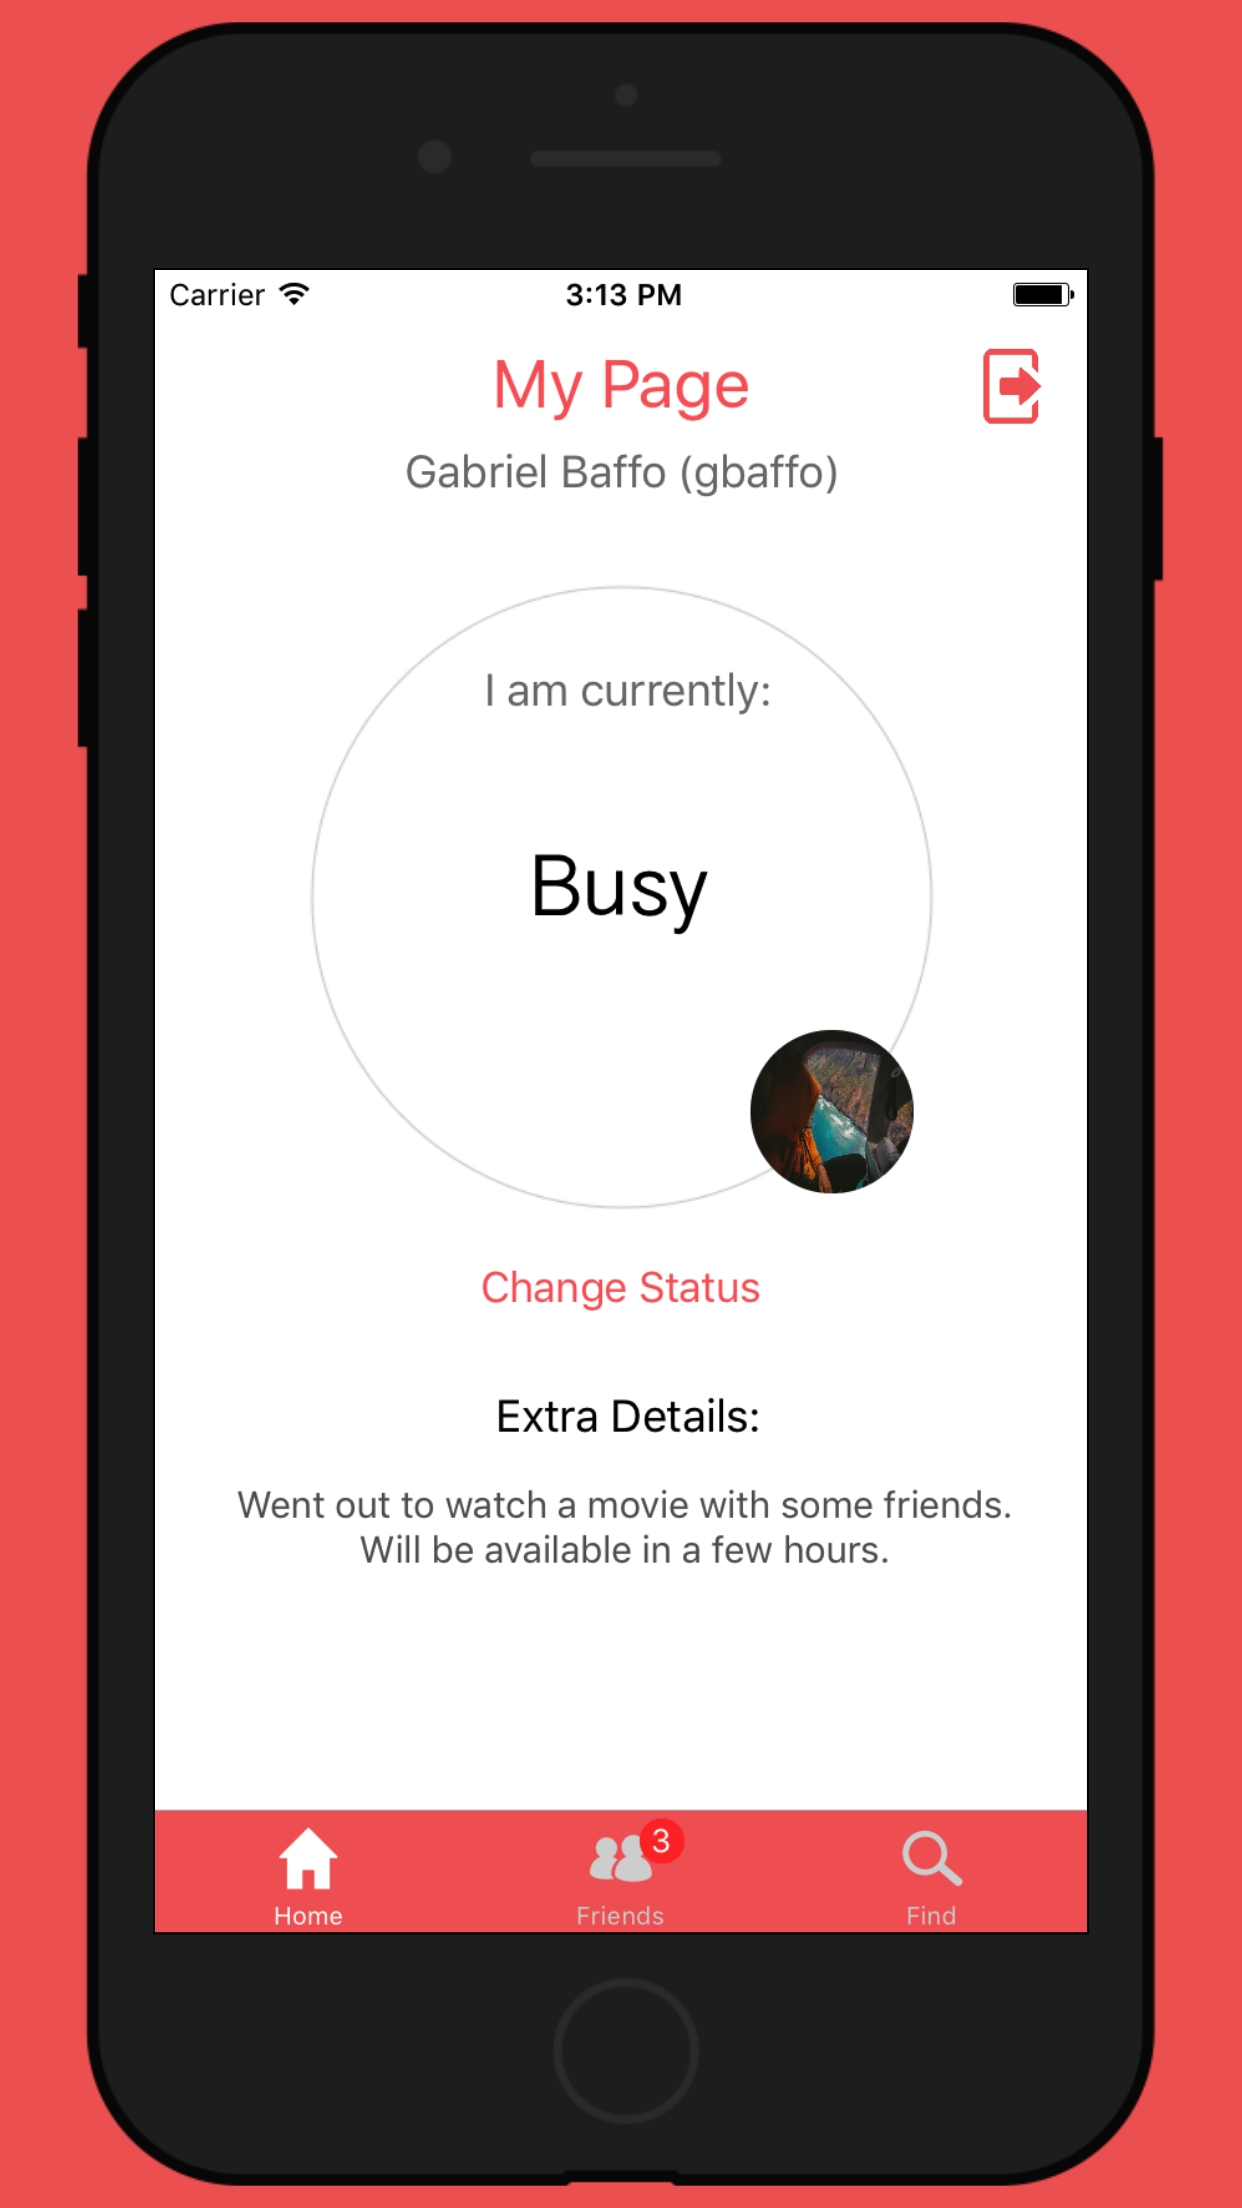 Carrier 3:13 PM
My Page
Gabriel Baffo (gbaffo)
I am currently:
Busy
Change Status
Extra Details:
Went out to watch a movie with some friends.
Will be available in a few hours.
3
Home Friends Find